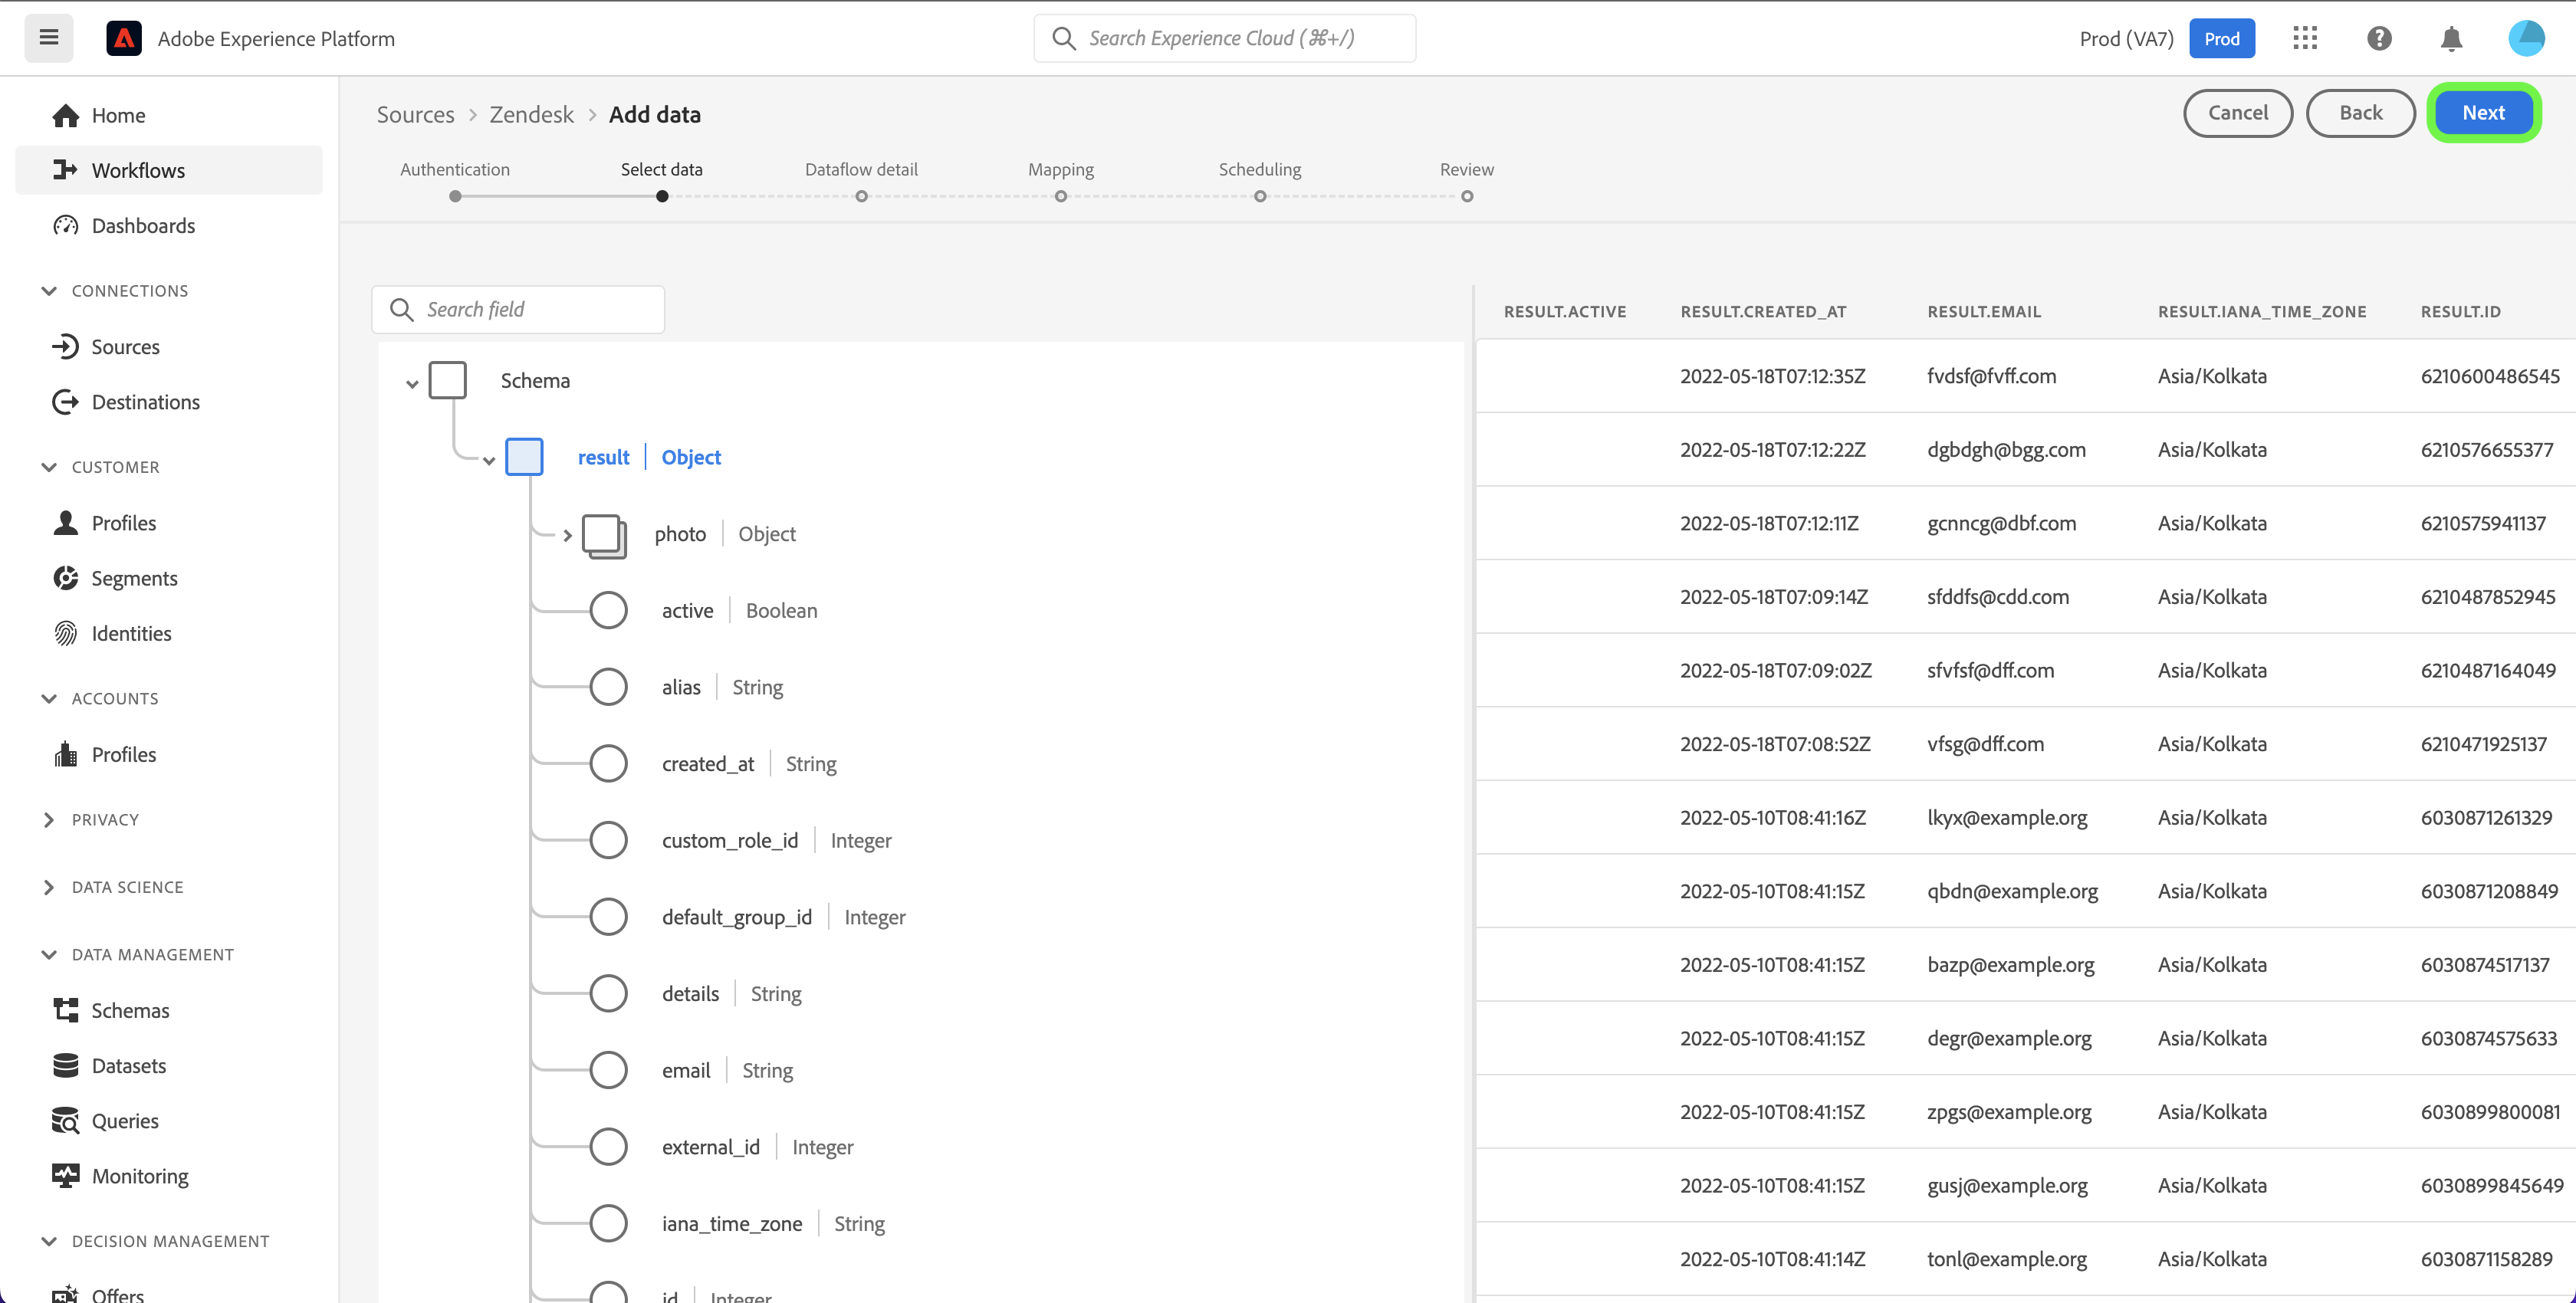 Adobe Experience Platform
Search Experience Cloud (⌘+/)
Prod (VA7)
Prod
Home
Workflows
Dashboards
CONNECTIONS
Sources
Destinations
CUSTOMER
Profiles
Segments
Identities
ACCOUNTS
Profiles
PRIVACY
DATA SCIENCE
DATA MANAGEMENT
Schemas
Datasets
Queries
Monitoring
DECISION MANAGEMENT
Offers
Sources > Zendesk > Add data
Cancel
Back
Next
Authentication
Select data
Dataflow detail
Mapping
Scheduling
Review
Search field
Schema
result | Object
photo | Object
active | Boolean
alias | String
created_at | String
custom_role_id | Integer
default_group_id | Integer
details | String
email | String
external_id | Integer
iana_time_zone | String
id | Integer
RESULT.ACTIVE RESULT.CREATED_AT RESULT.EMAIL RESULT.IANA_TIME_ZONE RESULT.ID
2022-05-18T07:12:35Z fvdsf@fvff.com Asia/Kolkata 6210600486545
2022-05-18T07:12:22Z dgbdgh@bgg.com Asia/Kolkata 6210576655377
2022-05-18T07:12:11Z gcnncg@dbf.com Asia/Kolkata 6210575941137
2022-05-18T07:09:14Z sfddfs@cdd.com Asia/Kolkata 6210487852945
2022-05-18T07:09:02Z sfvfsf@dff.com Asia/Kolkata 6210487164049
2022-05-18T07:08:52Z vfsg@dff.com Asia/Kolkata 6210471925137
2022-05-10T08:41:16Z lkyx@example.org Asia/Kolkata 6030871261329
2022-05-10T08:41:15Z qbdn@example.org Asia/Kolkata 6030871208849
2022-05-10T08:41:15Z bazp@example.org Asia/Kolkata 6030874517137
2022-05-10T08:41:15Z degr@example.org Asia/Kolkata 6030874575633
2022-05-10T08:41:15Z zpgs@example.org Asia/Kolkata 6030899800081
2022-05-10T08:41:15Z gusj@example.org Asia/Kolkata 6030899845649
2022-05-10T08:41:14Z tonl@example.org Asia/Kolkata 6030871158289